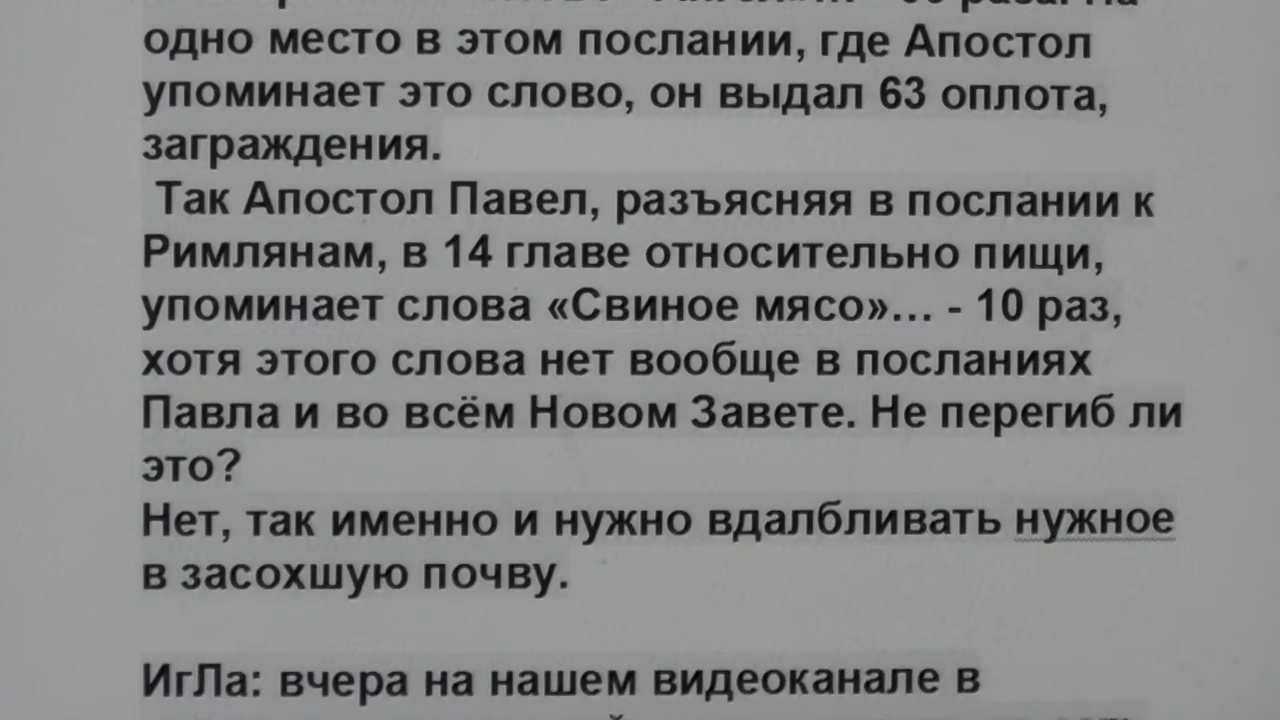 одно место в этом послании, где Апостол
упоминает это слово, он выдал 63 оплота,
заграждения.
Так Апостол Павел, разъясняя в послании к
Римлянам, в 14 главе относительно пищи,
упоминает слова «Свиное мясо»... - 10 раз,
хотя этого слова нет вообще в посланиях
Павла и во всём Новом Завете. Не перегиб ли
это?
Нет, так именно и нужно вдалбливать нужное
в засохшую почву.
ИгЛа: вчера на нашем видеоканале в